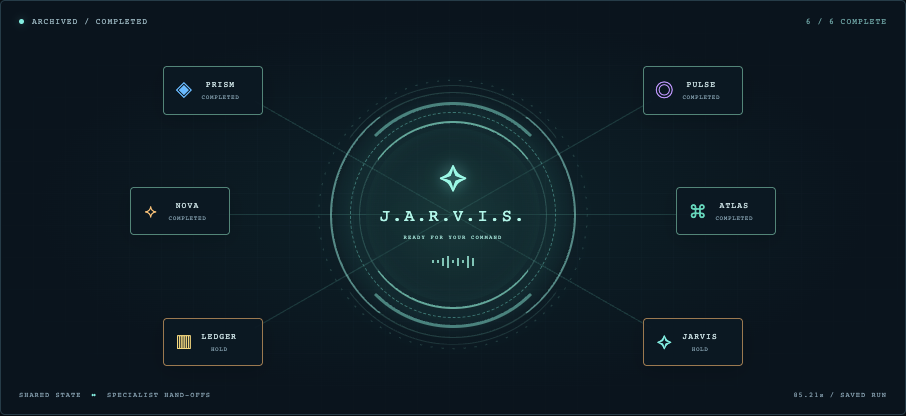 ARCHIVED / COMPLETED
6 / 6 COMPLETE
PRISM
COMPLETED
PULSE
COMPLETED
NOVA
COMPLETED
J.A.R.V.I.S.
READY FOR YOUR COMMAND
ATLAS
COMPLETED
LEDGER
HOLD
JARVIS
HOLD
SHARED STATE ↔ SPECIALIST HAND-OFFS
05.21s / SAVED RUN